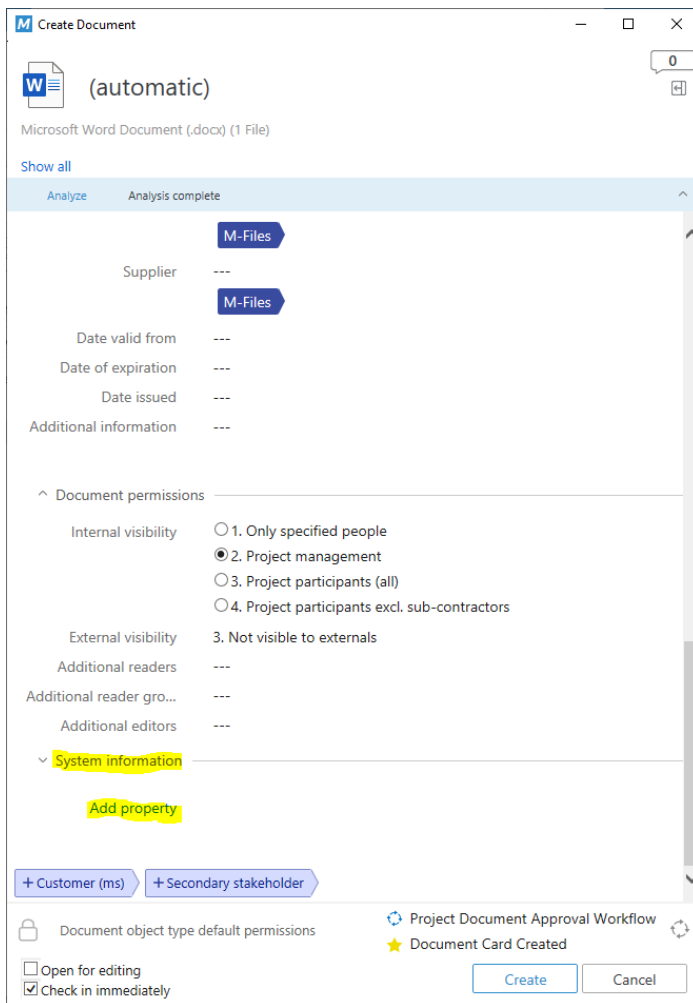 M Create Document
0
W
(automatic)
Microsoft Word Document (.docx) (1 File)
Show all
Analyze Analysis complete
M-Files
Supplier ---
M-Files
Date valid from ---
Date of expiration ---
Date issued ---
Additional information ---
Document permissions
Internal visibility 1. Only specified people
2. Project management
3. Project participants (all)
4. Project participants excl. sub-contractors
External visibility 3. Not visible to externals
Additional readers ---
Additional reader gro... ---
Additional editors ---
System information
Add property
+ Customer (ms) + Secondary stakeholder
Document object type default permissions Project Document Approval Workflow
Document Card Created
Open for editing
Check in immediately
Create Cancel